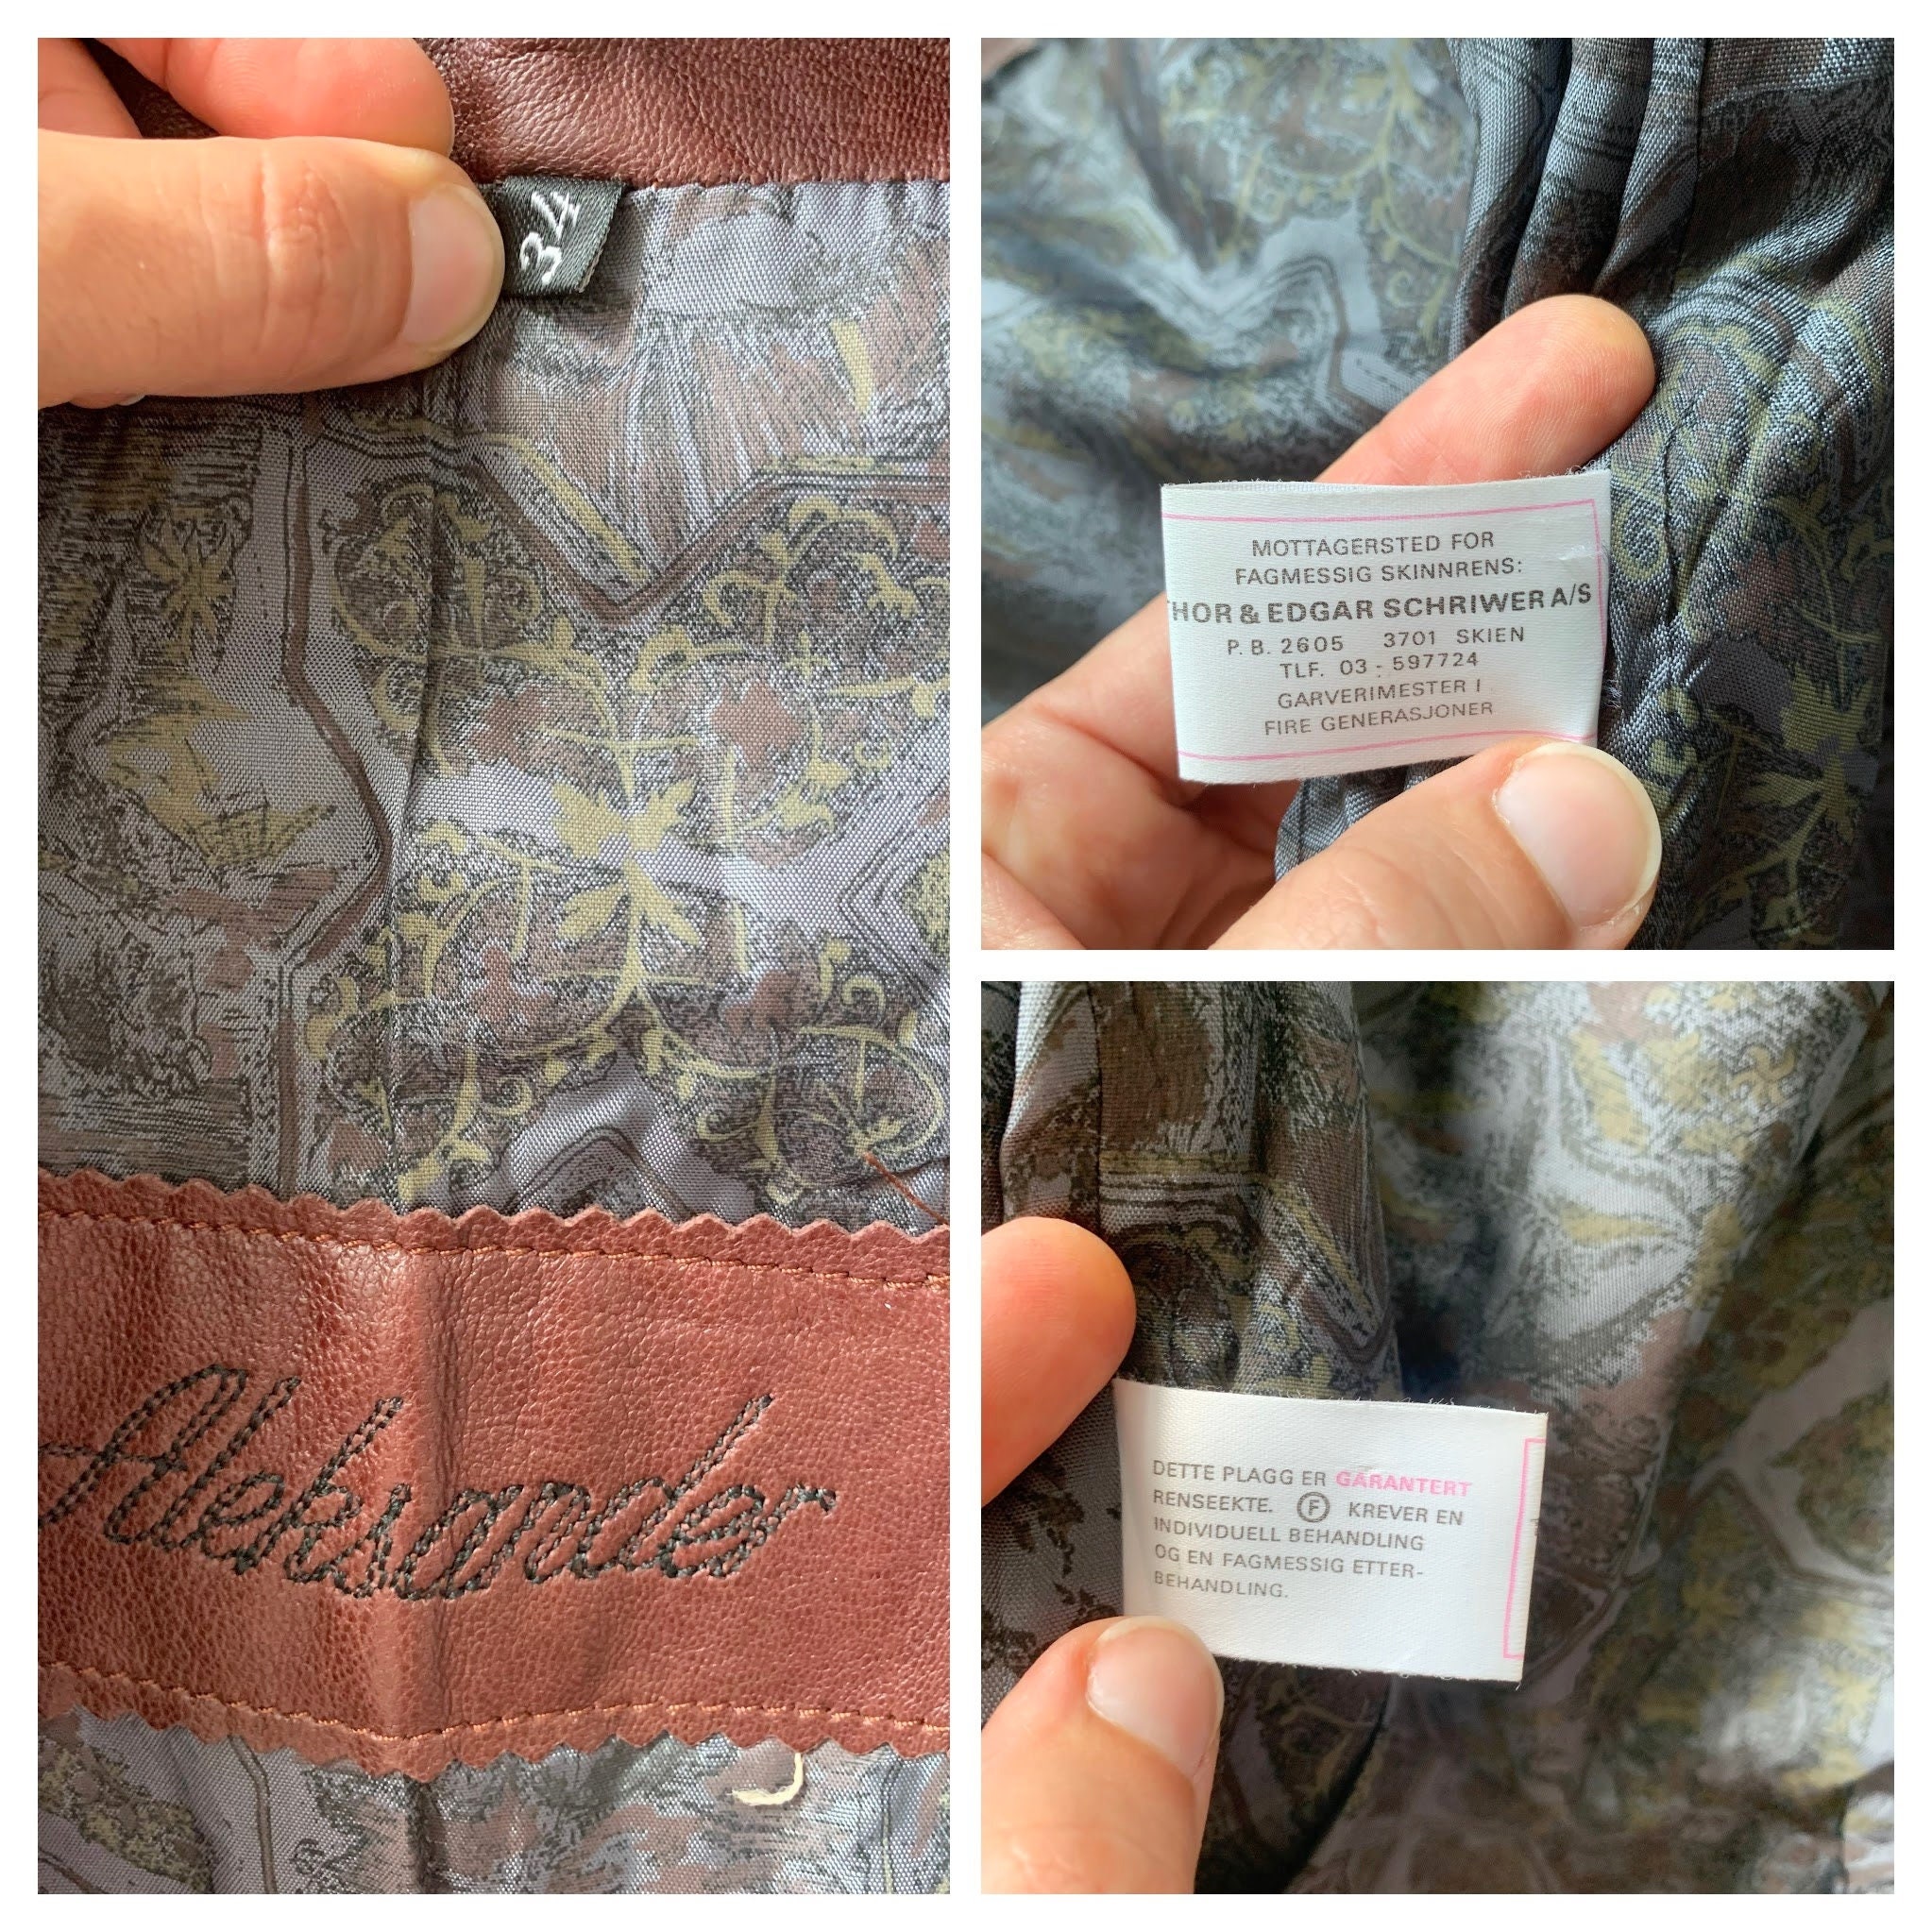 34
Aleksander
MOTTAGERSTED FOR
FAGMESSIG SKINNRENS:
THOR & EDGAR SCHRIWER A/S
P.B. 2605 3701 SKIEN
TLF. 03 - 597724
GARVERIMESTER I
FIRE GENERASJONER
DETTE PLAGG ER GARANTERT
RENSEEKTE. Ⓕ KREVER EN
INDIVIDUELL BEHANDLING
OG EN FAGMESSIG ETTER-
BEHANDLING.